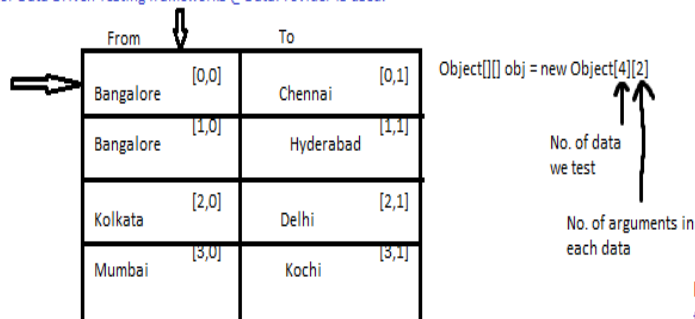 From To
[0,0] [0,1] Object[][] obj = new Object[4][2]
Bangalore Chennai
[1,0] [1,1]
Bangalore Hyderabad No. of data
we test
[2,0] [2,1]
Kolkata Delhi No. of arguments in
each data
[3,0] [3,1]
Mumbai Kochi